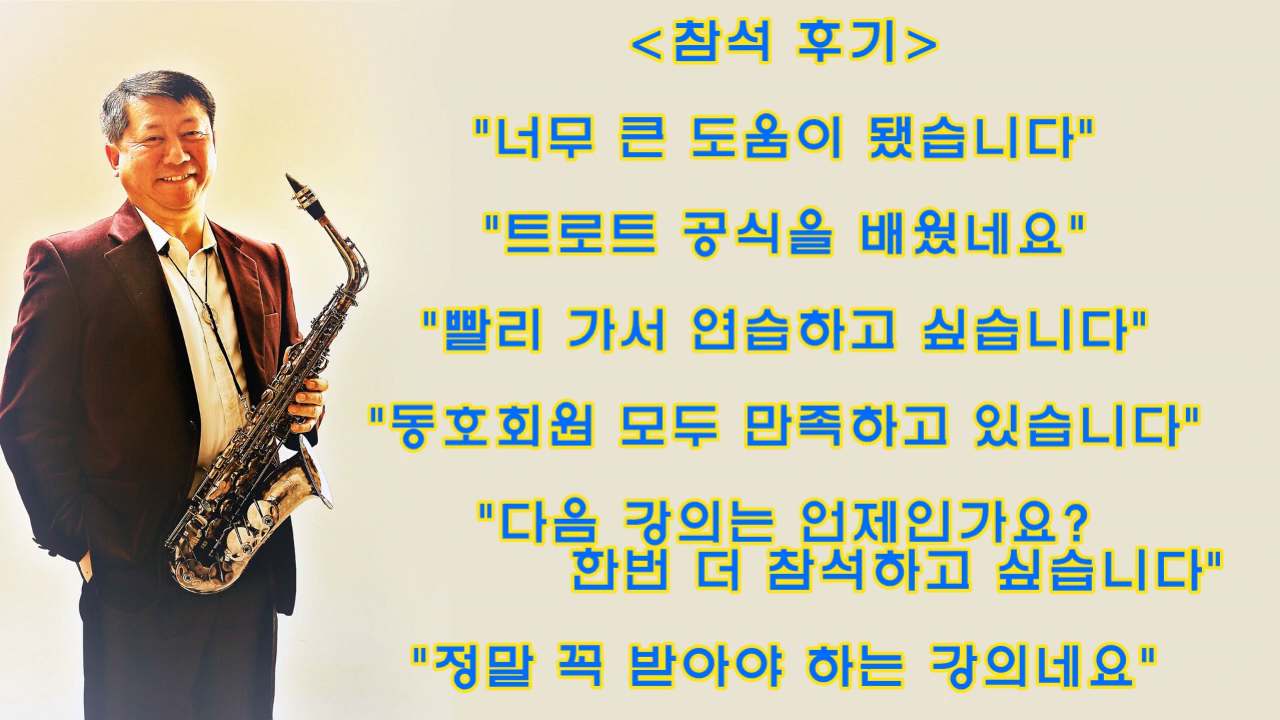 <참석 후기>
"너무 큰 도움이 됐습니다"
"트로트 공식을 배웠네요"
"빨리 가서 연습하고 싶습니다"
"동호회원 모두 만족하고 있습니다"
"다음 강의는 언제인가요?
한번 더 참석하고 싶습니다"
"정말 꼭 받아야 하는 강의네요"